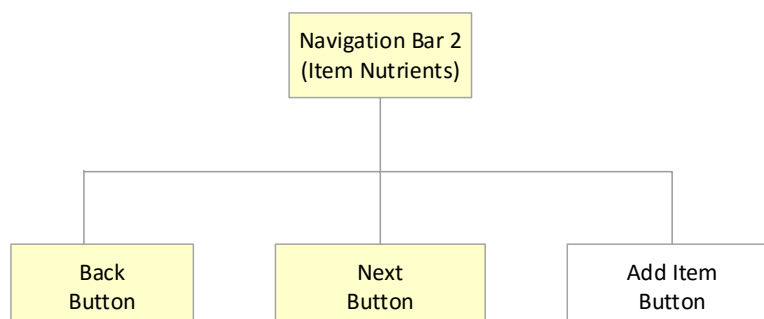 Navigation Bar 2
(Item Nutrients)
Back
Button
Next
Button
Add Item
Button